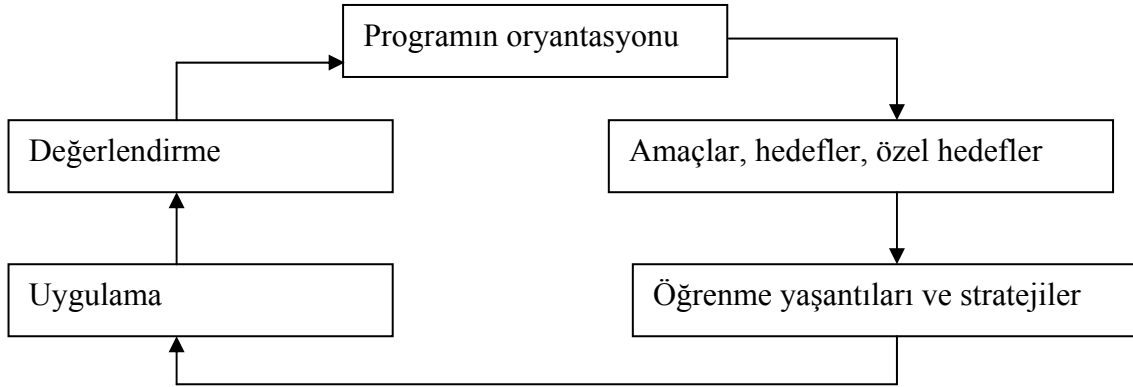 Programın oryantasyonu
Değerlendirme
Amaçlar, hedefler, özel hedefler
Uygulama
Öğrenme yaşantıları ve stratejiler